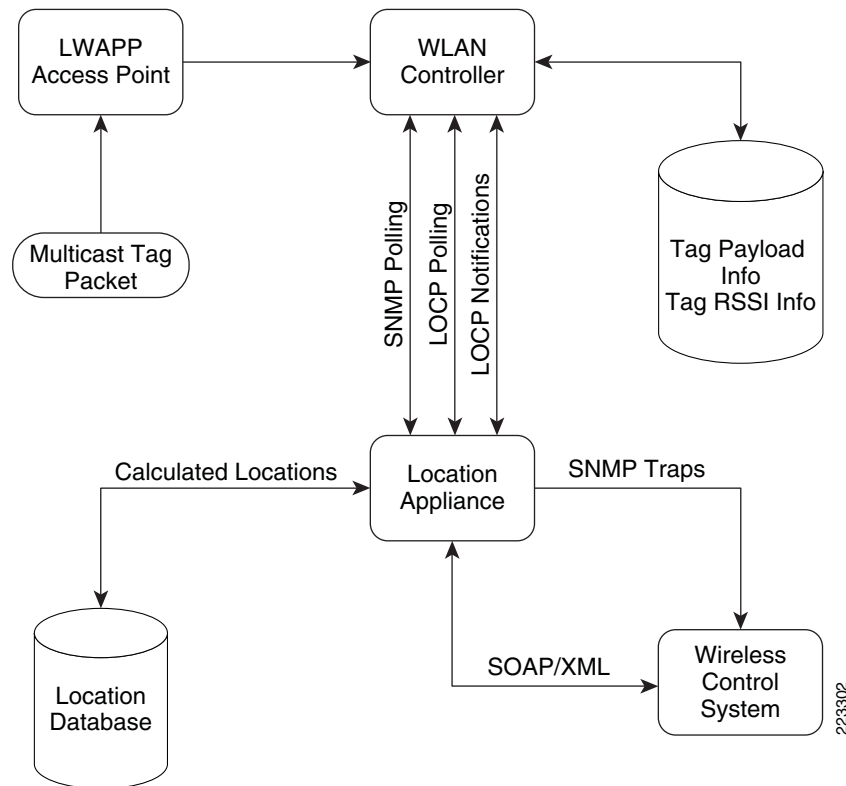 LWAPP
Access Point
WLAN
Controller
Multicast Tag
Packet
SNMP Polling
LOCP Polling
LOCP Notifications
Tag Payload
Info
Tag RSSI Info
Calculated Locations
Location
Appliance
SNMP Traps
Location
Database
SOAP/XML
Wireless
Control
System
223302